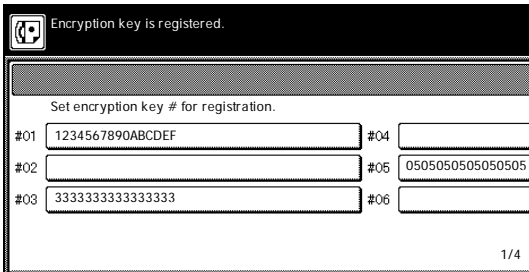 Encryption key is registered.
Set encryption key # for registration.
#01 1234567890ABCDEF #04
#02 #05 0505050505050505
#03 3333333333333333 #06
1/4